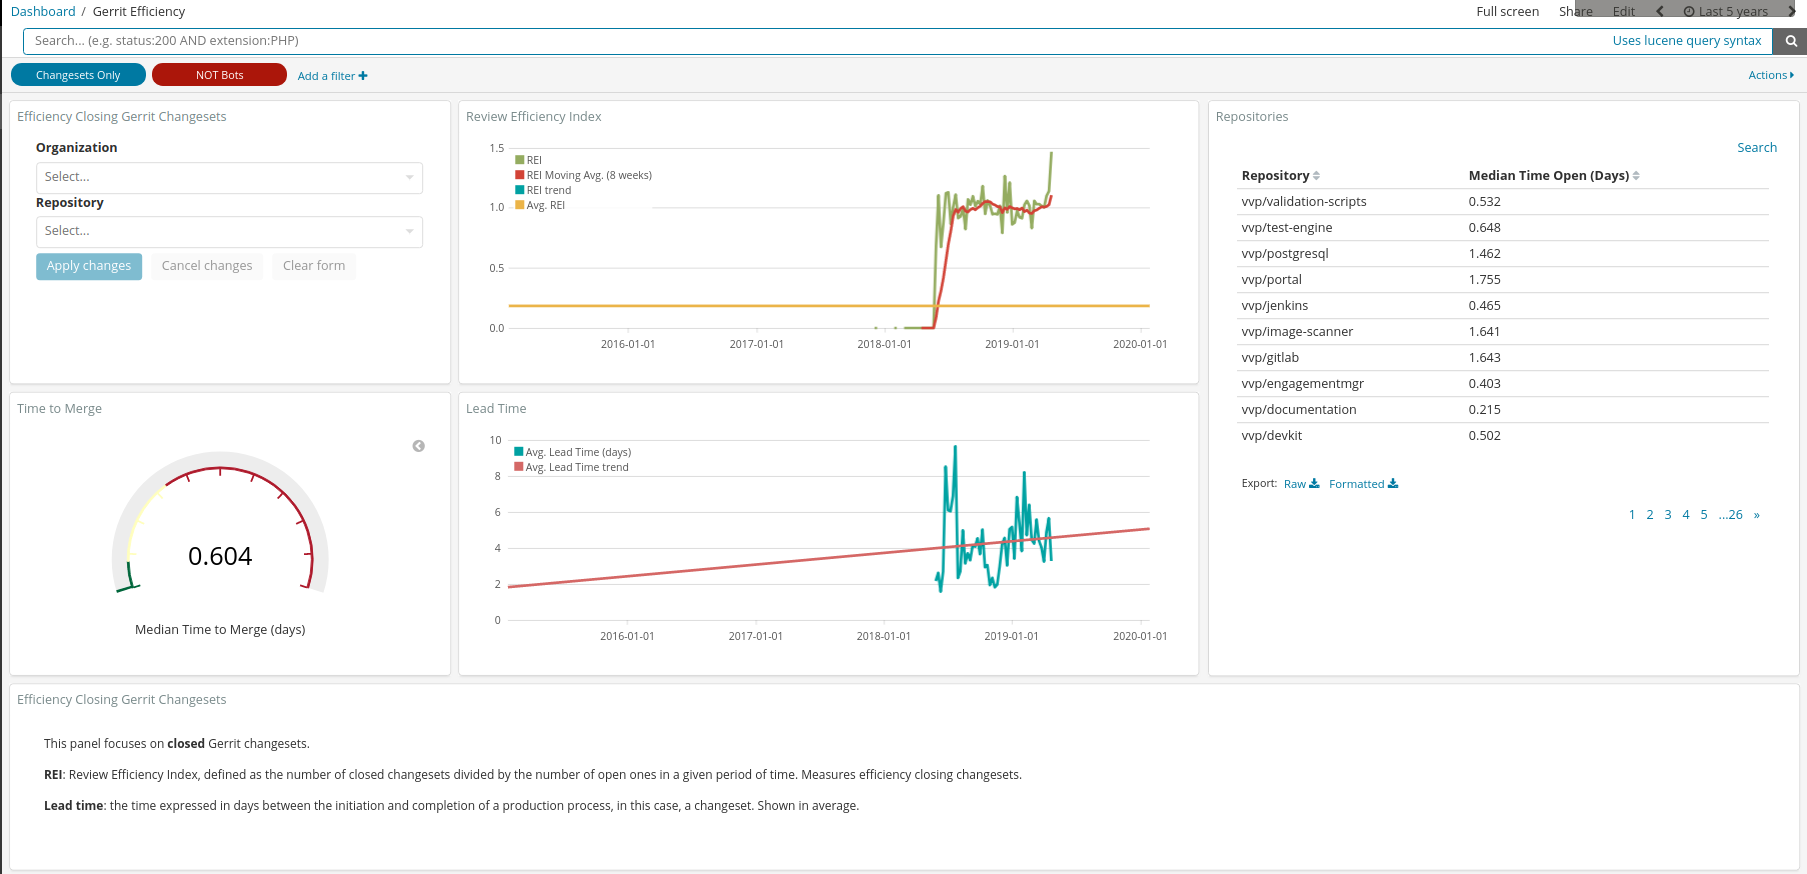 Dashboard / Gerrit Efficiency
Full screen Share Edit Last 5 years
Search... (e.g. status:200 AND extension:PHP)
Uses lucene query syntax
Changesets Only NOT Bots Add a filter
Actions
Efficiency Closing Gerrit Changesets
Organization
Select...
Repository
Select...
Apply changes Cancel changes Clear form
Review Efficiency Index
REI
REI Moving Avg. (8 weeks)
REI trend
Avg. REI
1.5
1.0
0.5
0.0
2016-01-01 2017-01-01 2018-01-01 2019-01-01 2020-01-01
Repositories
Search
Repository Median Time Open (Days)
vvp/validation-scripts 0.532
vvp/test-engine 0.648
vvp/postgresql 1.462
vvp/portal 1.755
vvp/jenkins 0.465
vvp/image-scanner 1.641
vvp/gitlab 1.643
vvp/engagementmgr 0.403
vvp/documentation 0.215
vvp/devkit 0.502
Export: Raw Formatted
1 2 3 4 5 ...26 »
Time to Merge
0.604
Median Time to Merge (days)
Lead Time
Avg. Lead Time (days)
Avg. Lead Time trend
10
8
6
4
2
0
2016-01-01 2017-01-01 2018-01-01 2019-01-01 2020-01-01
Efficiency Closing Gerrit Changesets
This panel focuses on closed Gerrit changesets.
REI: Review Efficiency Index, defined as the number of closed changesets divided by the number of open ones in a given period of time. Measures efficiency closing changesets.
Lead time: the time expressed in days between the initiation and completion of a production process, in this case, a changeset. Shown in average.